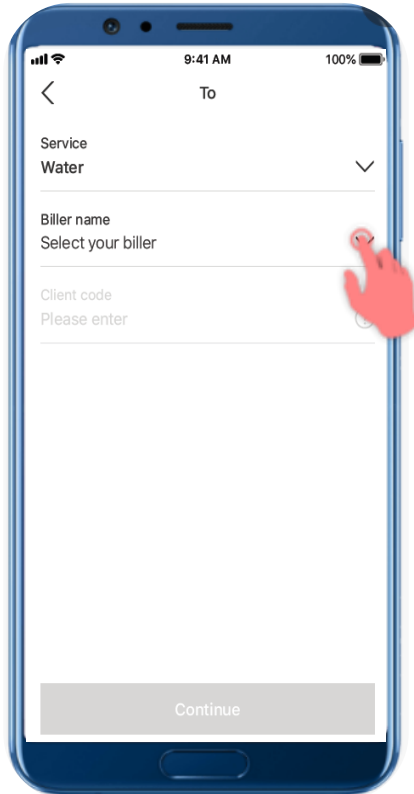 9:41 AM
100%
To
Service
Water
Biller name
Select your biller
Client code
Please enter
Continue